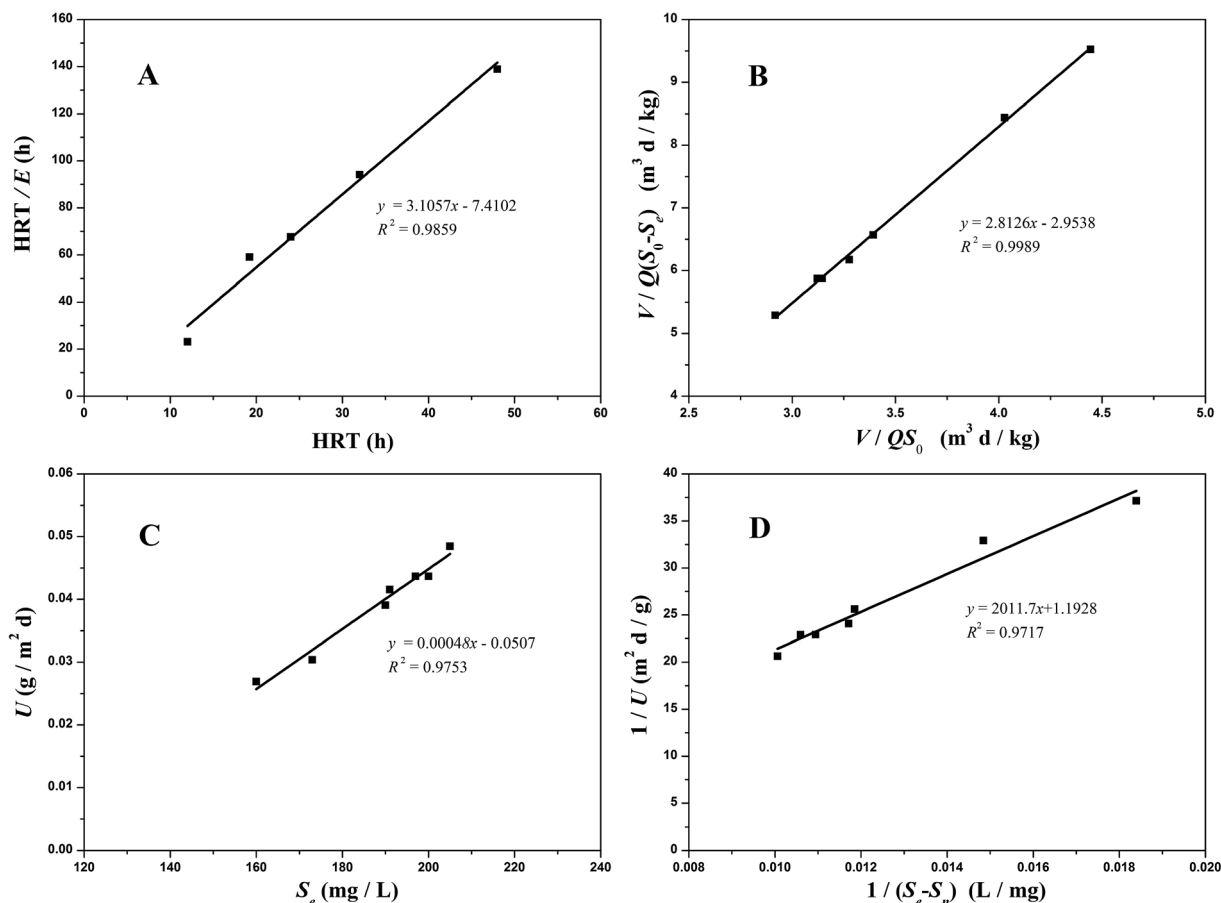 A
HRT / E (h)
160
140
120
100
80
60
40
20
0
y = 3.1057x - 7.4102
R² = 0.9859
0 10 20 30 40 50 60
HRT (h)
B
V / Q(S₀-Sₑ) (m³ d / kg)
10
9
8
7
6
5
4
y = 2.8126x - 2.9538
R² = 0.9989
2.5 3.0 3.5 4.0 4.5 5.0
V / QS₀ (m³ d / kg)
C
U (g / m² d)
0.06
0.05
0.04
0.03
0.02
0.01
0.00
y = 0.00048x - 0.0507
R² = 0.9753
120 140 160 180 200 220 240
Sₑ (mg / L)
D
1 / U (m² d / g)
40
35
30
25
20
15
10
5
0
y = 2011.7x+1.1928
R² = 0.9717
0.008 0.010 0.012 0.014 0.016 0.018 0.020
1 / (Sₑ-Sₙ) (L / mg)